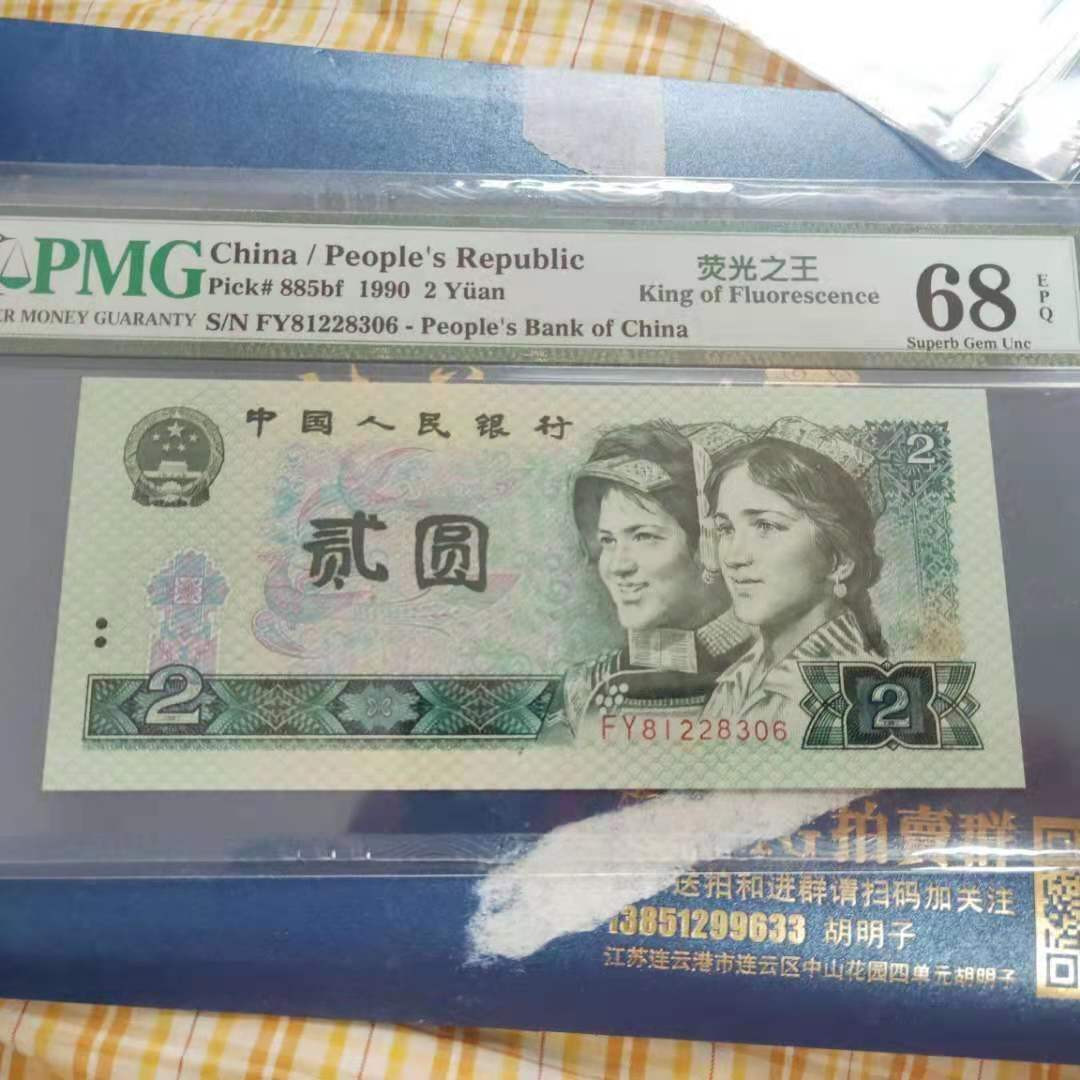 PMG
China / People's Republic
Pick# 885bf 1990 2 Yüan
ER MONEY GUARANTY S/N FY81228306 - People's Bank of China
荧光之王
King of Fluorescence
68
EPQ
Superb Gem Unc
中国人民银行
2
贰圆
2
FY81228306
2
拍賣群
送拍和进群请扫码加关注
13851299633 胡明子
江苏连云港市连云区中山花园四单元胡明子